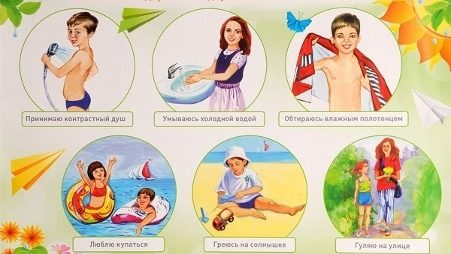 Принимаю контрастный душ
Умываюсь холодной водой
Обтираюсь влажным полотенцем
Люблю купаться
Греюсь на солнышке
Гуляю на улице